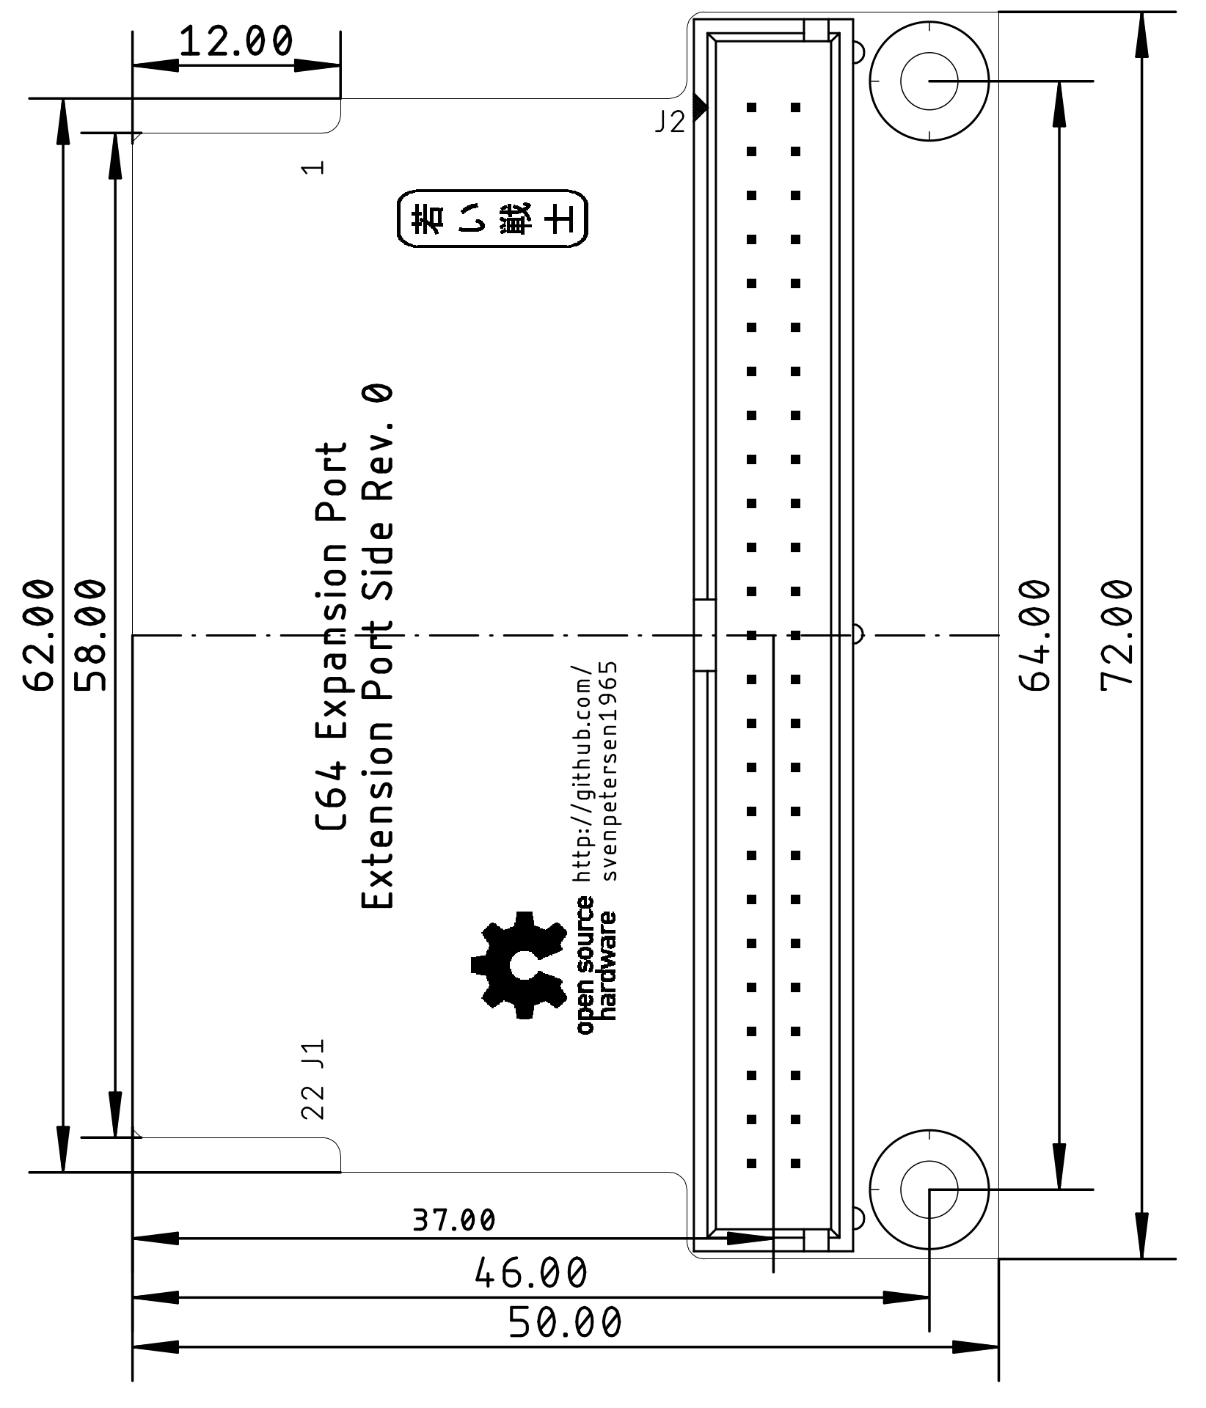 12.00
J2
1
若い戦士
C64 Expansion Port
Extension Port Side Rev. 0
62.00
58.00
64.00
72.00
http://github.com/
svenpetersen1965
open source
hardware
22 J1
37.00
46.00
50.00